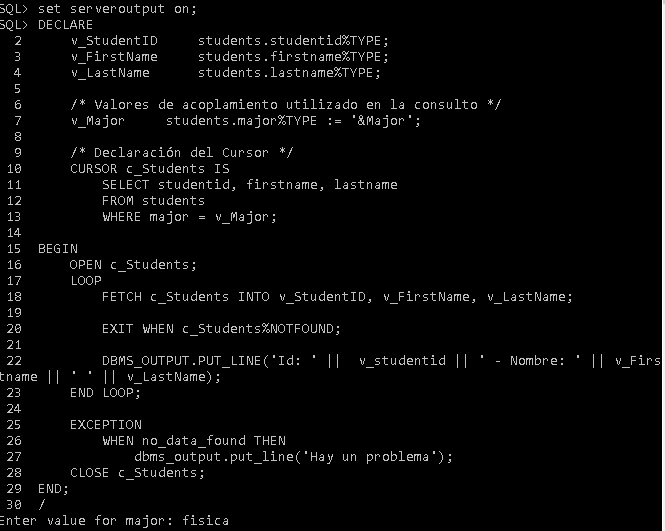 SQL> set serveroutput on;
SQL> DECLARE
  2      v_StudentID     students.studentid%TYPE;
  3      v_FirstName     students.firstname%TYPE;
  4      v_LastName      students.lastname%TYPE;
  5
  6      /* Valores de acoplamiento utilizado en la consulto */
  7      v_Major     students.major%TYPE := '&Major';
  8
  9      /* Declaración del Cursor */
 10      CURSOR c_Students IS
 11          SELECT studentid, firstname, lastname
 12          FROM students
 13          WHERE major = v_Major;
 14
 15  BEGIN
 16      OPEN c_Students;
 17      LOOP
 18          FETCH c_Students INTO v_StudentID, v_FirstName, v_LastName;
 19
 20          EXIT WHEN c_Students%NOTFOUND;
 21
 22          DBMS_OUTPUT.PUT_LINE('Id: ' ||  v_studentid || ' - Nombre: ' || v_Firs
tname || ' ' || v_LastName);
 23      END LOOP;
 24
 25      EXCEPTION
 26          WHEN no_data_found THEN
 27              dbms_output.put_line('Hay un problema');
 28      CLOSE c_Students;
 29  END;
 30  /
Enter value for major: fisica